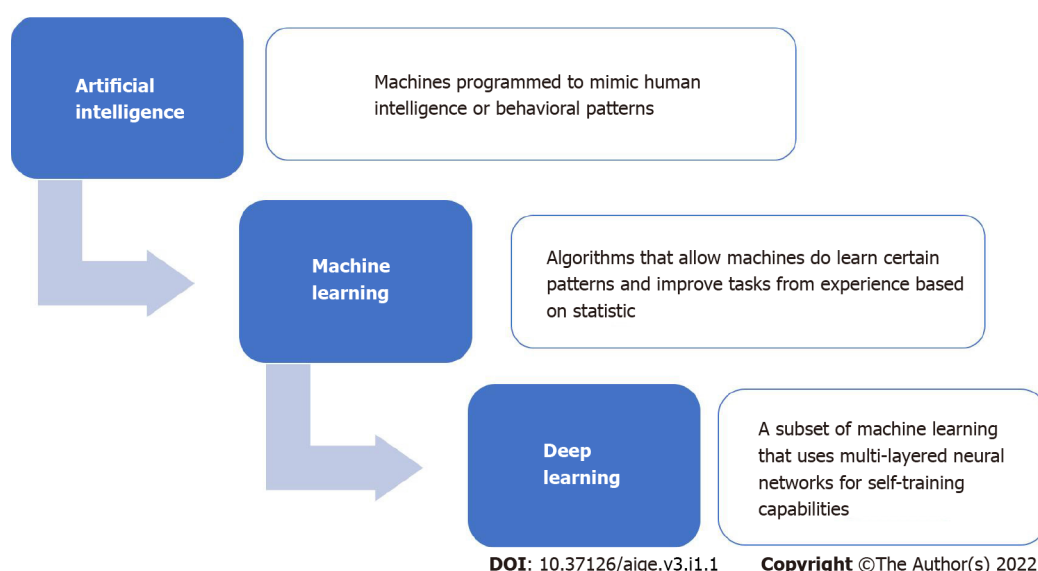 Artificial
intelligence
Machines programmed to mimic human
intelligence or behavioral patterns
Machine
learning
Algorithms that allow machines do learn certain
patterns and improve tasks from experience based
on statistic
Deep
learning
A subset of machine learning
that uses multi-layered neural
networks for self-training
capabilities
DOI: 10.37126/aige.v3.i1.1 Copyright ©The Author(s) 2022